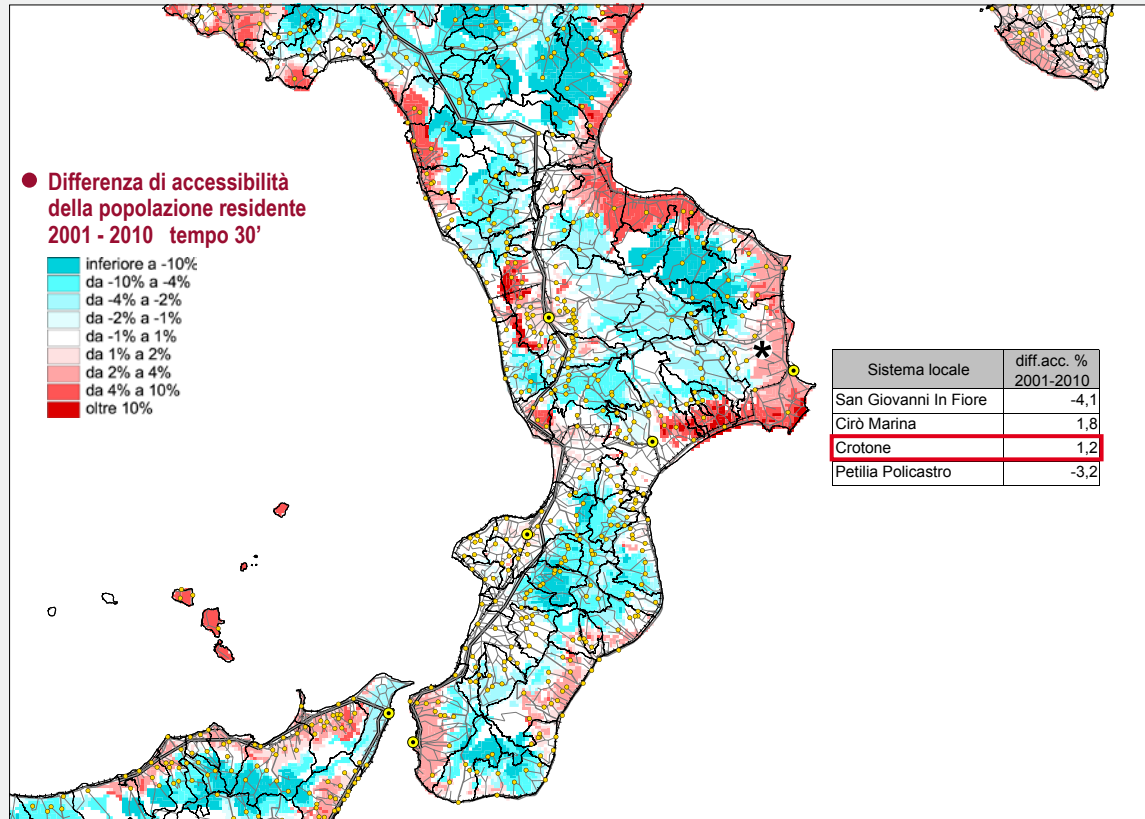 Differenza di accessibilità
della popolazione residente
2001 - 2010 tempo 30'
inferiore a -10%
da -10% a -4%
da -4% a -2%
da -2% a -1%
da -1% a 1%
da 1% a 2%
da 2% a 4%
da 4% a 10%
oltre 10%
*
Sistema locale diff.acc. %
2001-2010
San Giovanni In Fiore -4,1
Cirò Marina 1,8
Crotone 1,2
Petilia Policastro -3,2